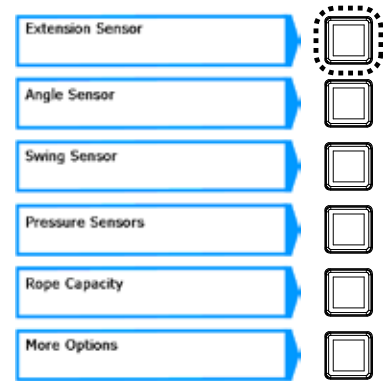 Extension Sensor
Angle Sensor
Swing Sensor
Pressure Sensors
Rope Capacity
More Options